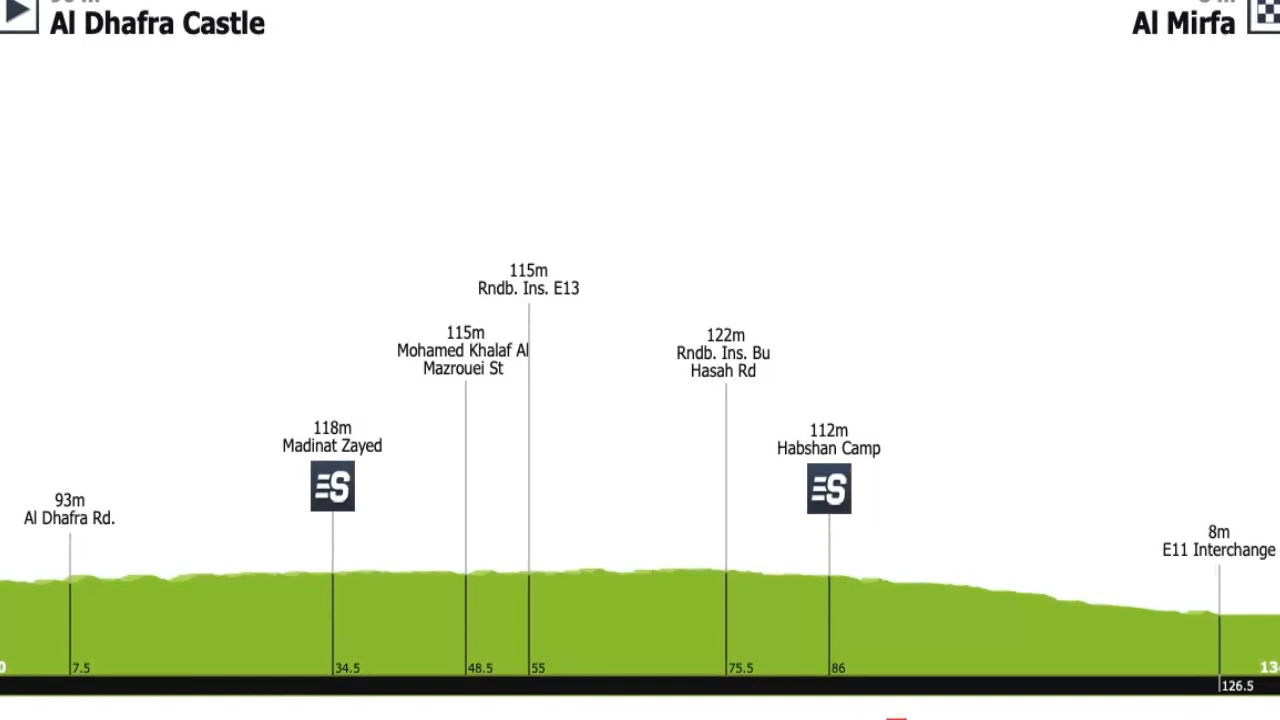 Al Dhafra Castle
Al Mirfa
115m
Rndb. Ins. E13
115m
Mohamed Khalaf Al
Mazrouei St
122m
Rndb. Ins. Bu
Hasah Rd
118m
Madinat Zayed
S
112m
Habshan Camp
S
93m
Al Dhafra Rd.
8m
E11 Interchange
0
7.5
34.5
48.5
55
75.5
86
126.5